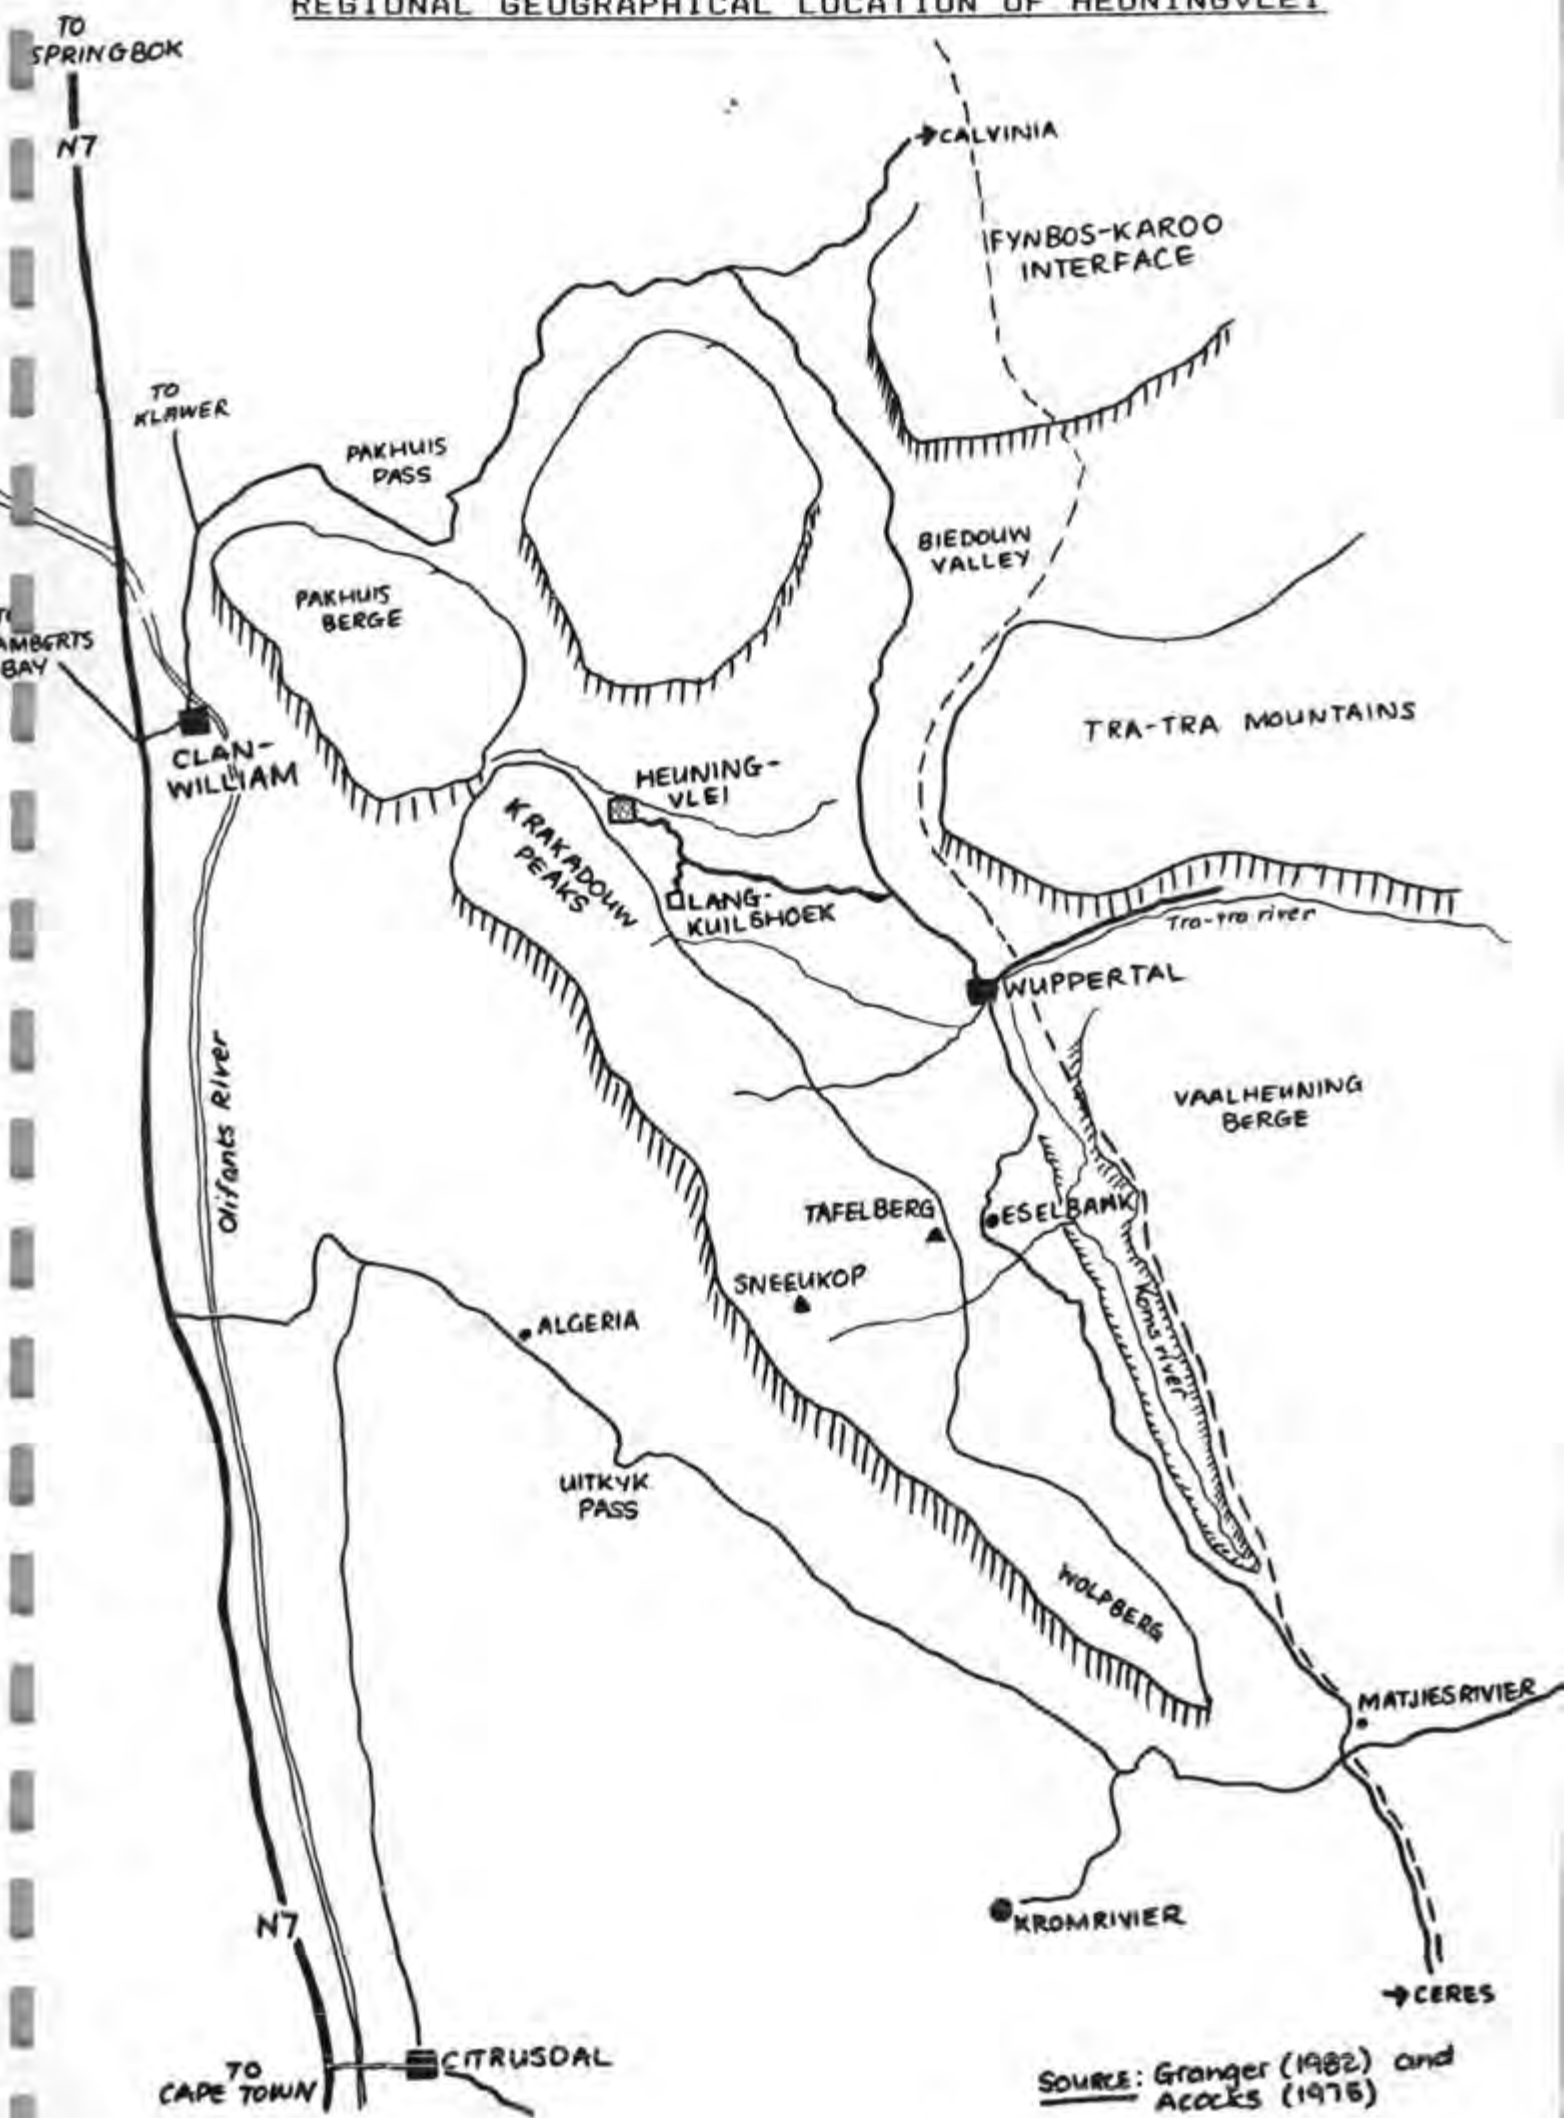 REGIONAL GEOGRAPHICAL LOCATION OF HEUNINGVLEI
TO
SPRINGBOK
N7
CALVINIA
FYNBOS-KAROO
INTERFACE
TO
KLAWER
PAKHUIS
PASS
BIEDOUW
VALLEY
PAKHUIS
BERGE
TO
AMBERTS
BAY
TRA-TRA MOUNTAINS
CLAN-
WILLIAM
HEUNING-
VLEI
KRAKADOUW
PEAKS
LANG-
KUILSHOEK
Tra-tra river
WUPPERTAL
Olifants River
VAALHEUNING
BERGE
TAFELBERG
ESELBANK
SNEEUKOP
ALGERIA
Koms river
UITKYK
PASS
WOLPBERG
MATJIESRIVIER
N7
KROMRIVIER
CERES
CITRUSDAL
TO
CAPE TOWN
SOURCE: Granger (1982) and
Acocks (1975)